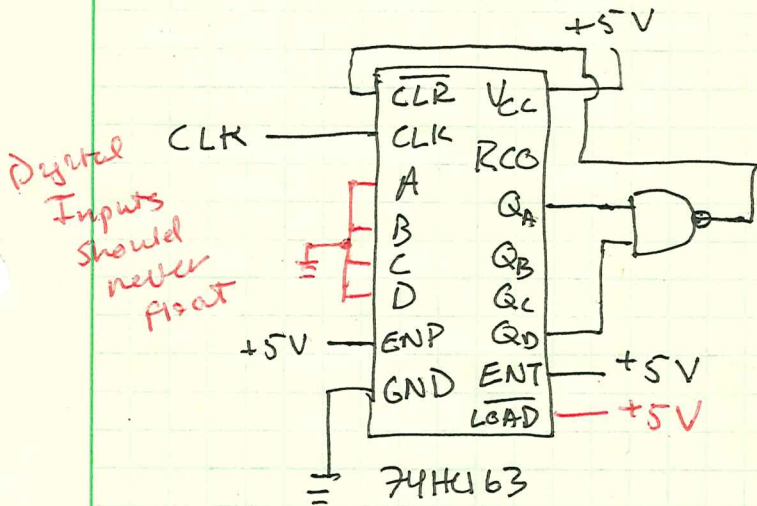 +5V
CLR VCC
CLK CLK
RCO
Digital
Inputs
should
never
float
A
QA
B
QB
C
QC
D
QD
+5V ENP
ENT +5V
GND
LOAD +5V
74HC163